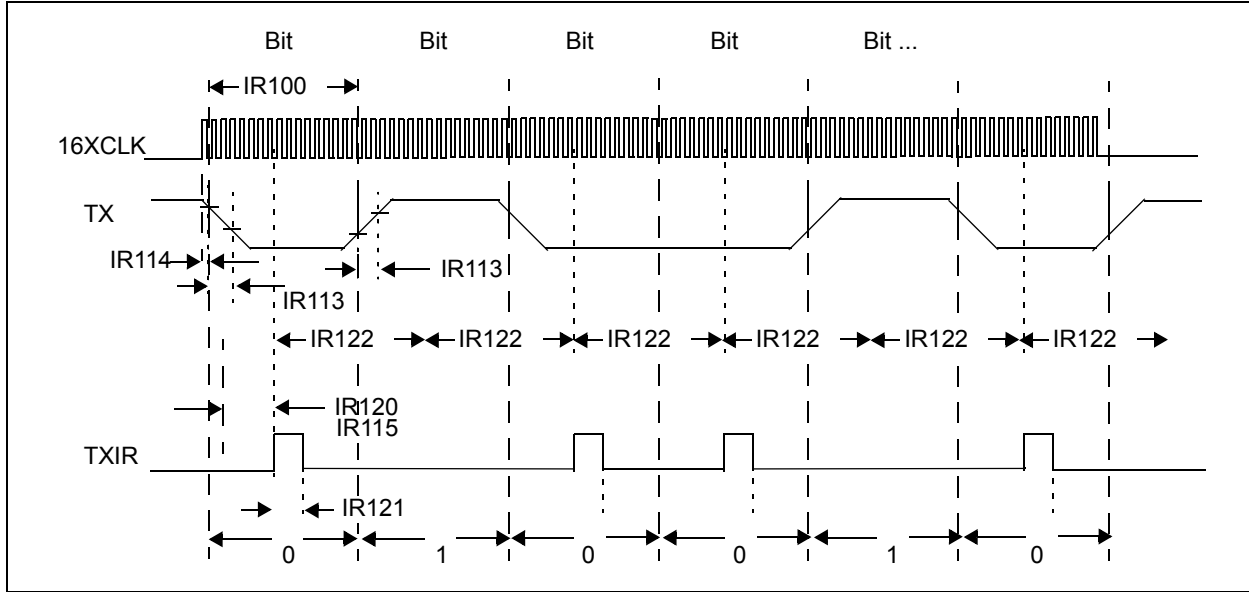 Bit Bit Bit Bit Bit ...
IR100
16XCLK
TX
IR114 IR113
IR113
IR122 IR122 IR122 IR122 IR122 IR122
IR120
IR115
TXIR
IR121
0 1 0 0 1 0